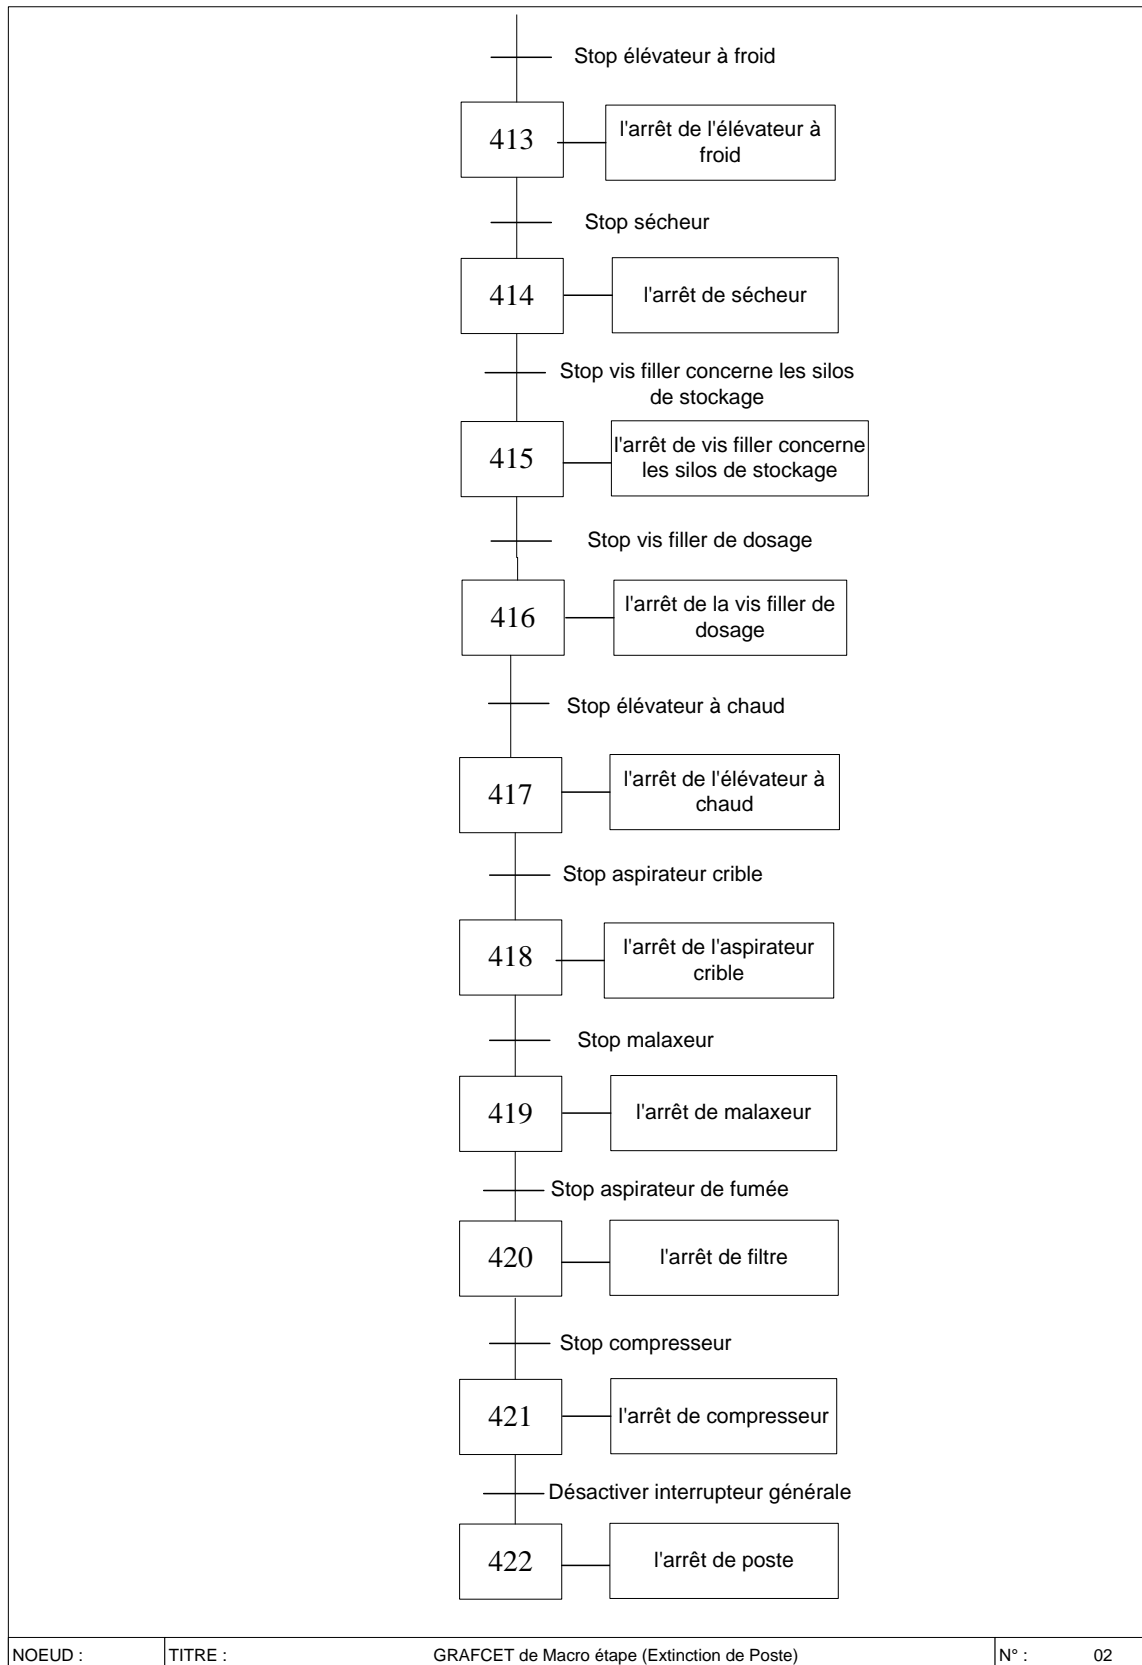 Stop élévateur à froid
413
l'arrêt de l'élévateur à
froid
Stop sécheur
414
l'arrêt de sécheur
Stop vis filler concerne les silos
de stockage
415
l'arrêt de vis filler concerne
les silos de stockage
Stop vis filler de dosage
416
l'arrêt de la vis filler de
dosage
Stop élévateur à chaud
417
l'arrêt de l'élévateur à
chaud
Stop aspirateur crible
418
l'arrêt de l'aspirateur
crible
Stop malaxeur
419
l'arrêt de malaxeur
Stop aspirateur de fumée
420
l'arrêt de filtre
Stop compresseur
421
l'arrêt de compresseur
Désactiver interrupteur générale
422
l'arrêt de poste
NOEUD : TITRE : GRAFCET de Macro étape (Extinction de Poste) N° : 02